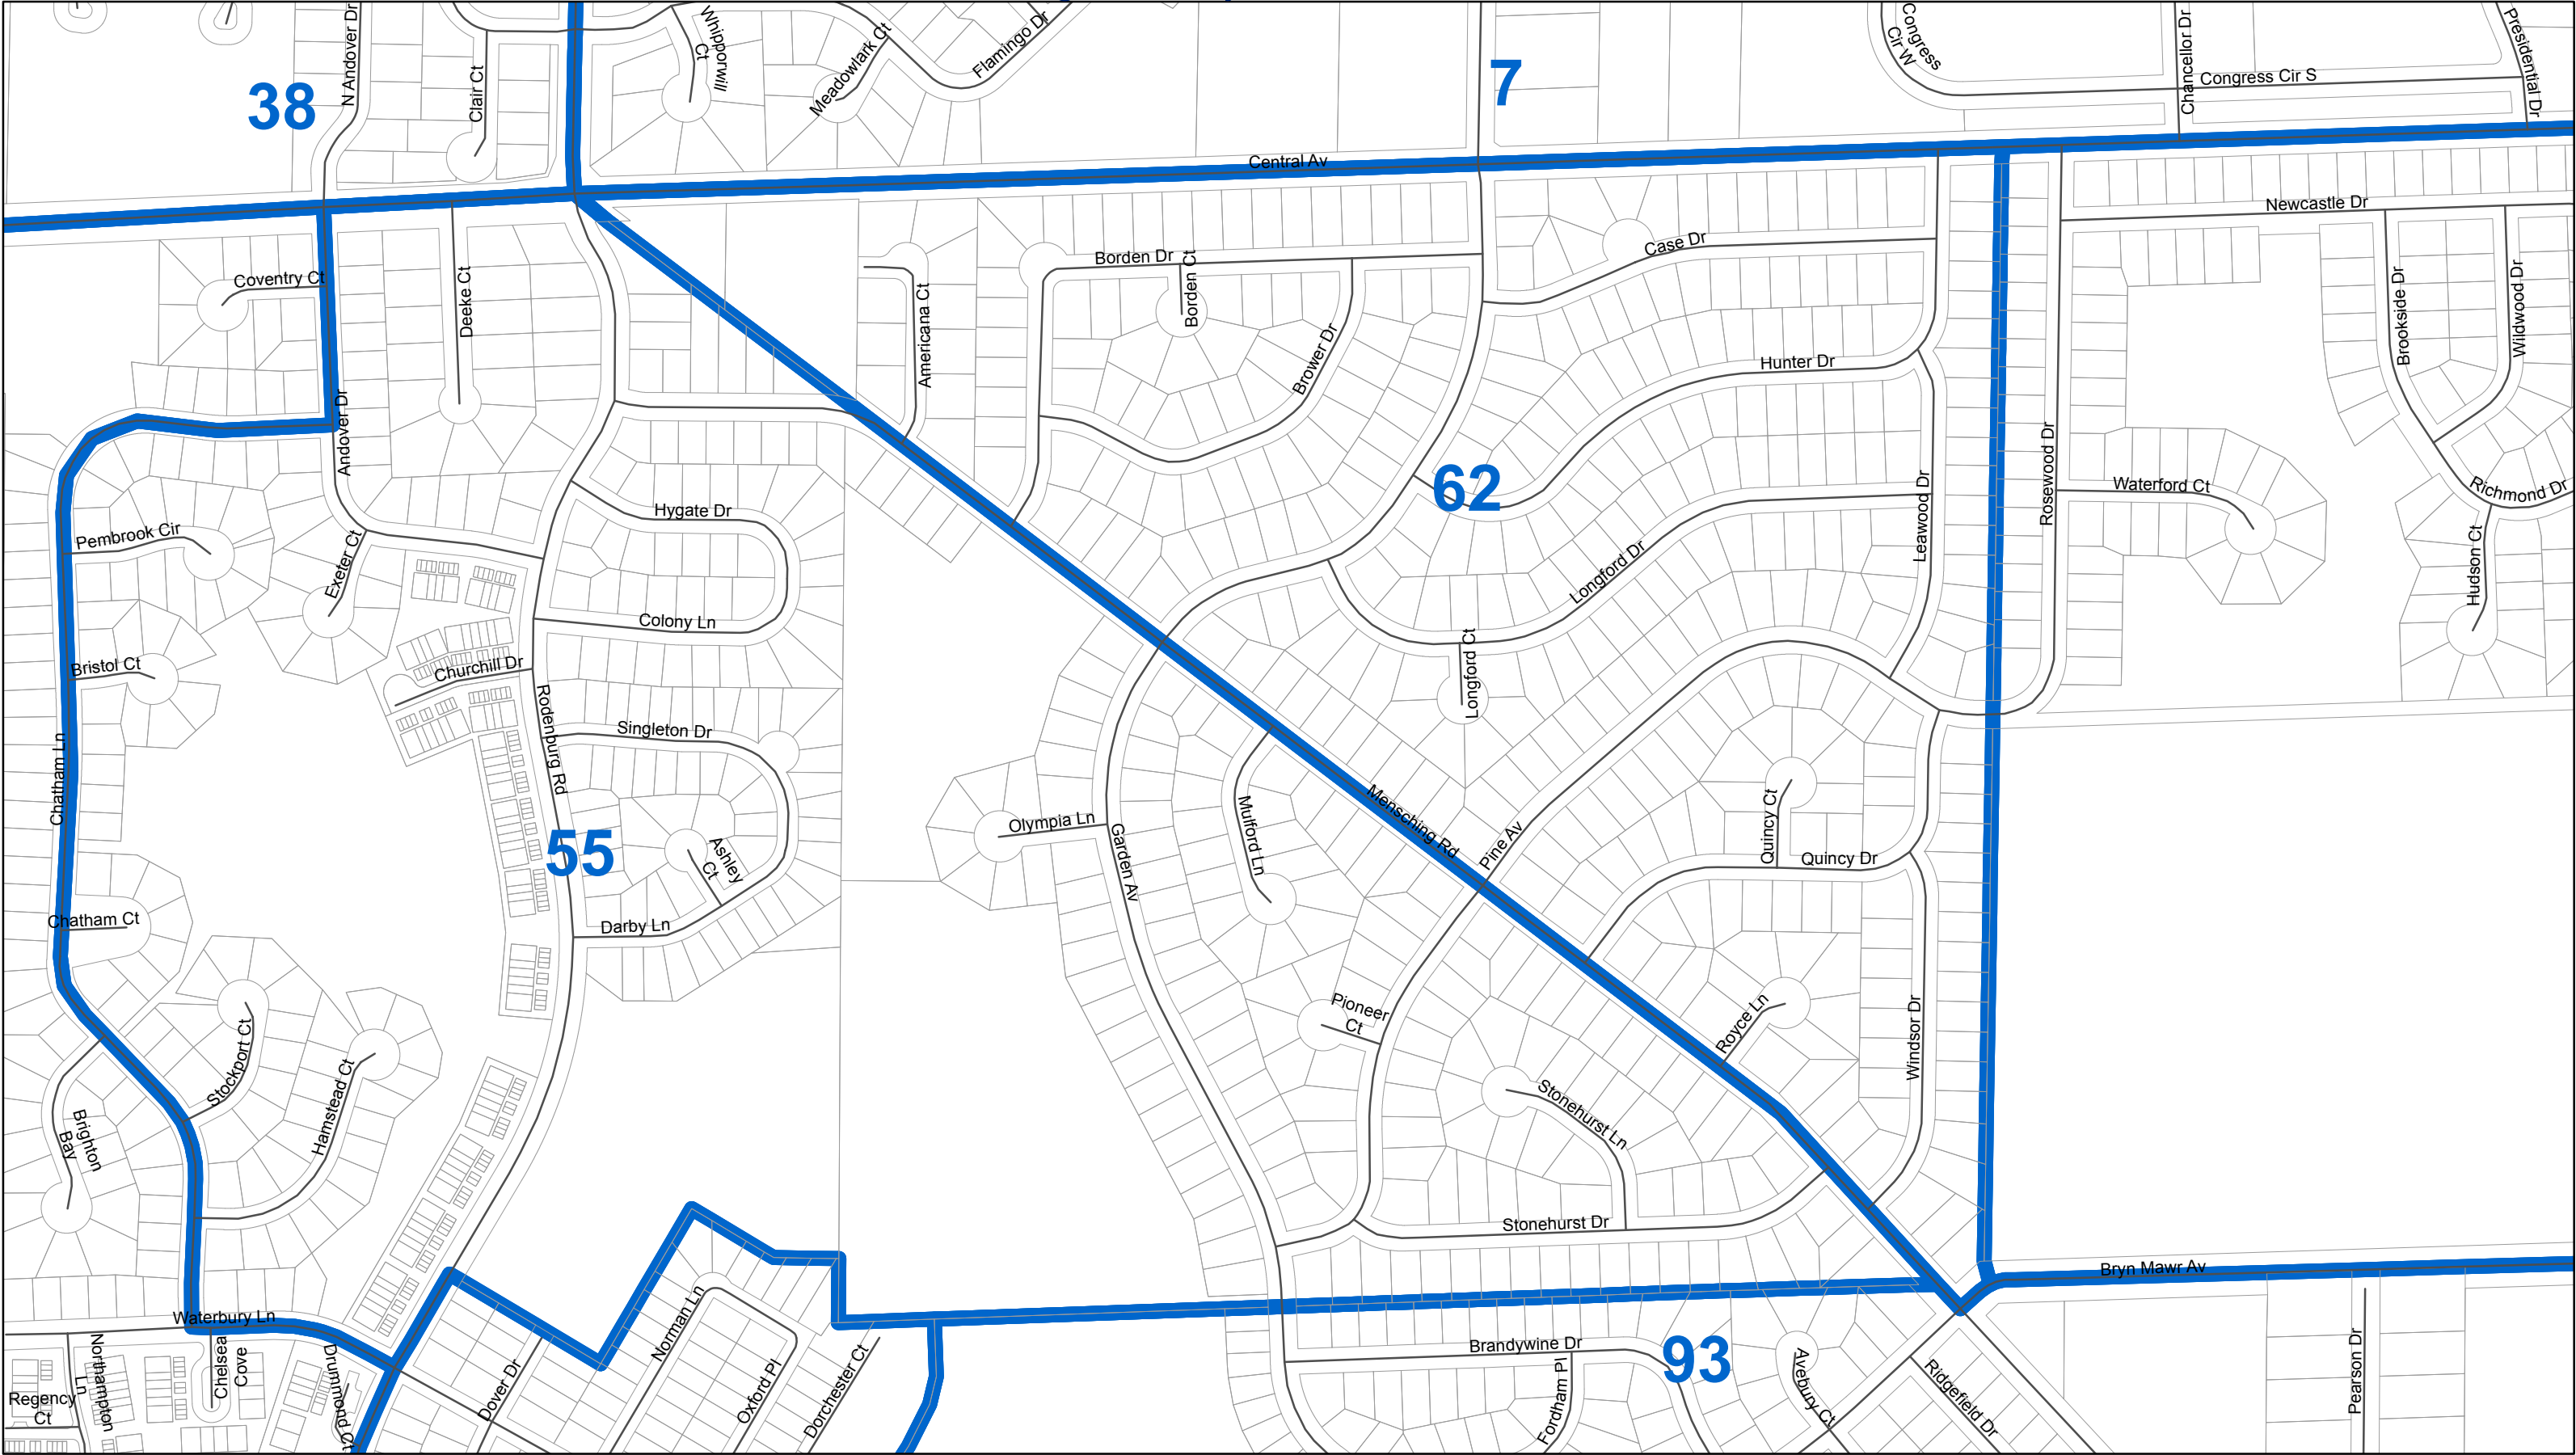 N Andover Dr
38
Clair Ct
Whipporwill
Ct
Meadowlark Ct
Flamingo Dr
7
Congress
Cir W
Chancellor Dr
Congress Cir S
Presidential Dr
Central Av
Newcastle Dr
Coventry Ct
Deeke Ct
Americana Ct
Borden Dr
Borden Ct
Case Dr
Brookside Dr
Wildwood Dr
Brower Dr
Hunter Dr
Andover Dr
62
Leawood Dr
Rosewood Dr
Waterford Ct
Richmond Dr
Hygate Dr
Pembrook Cir
Exeter Ct
Longford Dr
Hudson Ct
Colony Ln
Churchill Dr
Bristol Ct
Longford Ct
Rodenburg Rd
Singleton Dr
Chatham Ln
Mensching Rd
Mulford Ln
Olympia Ln
Garden Av
Pine Av
Quincy Ct
Quincy Dr
55
Ashley
Ct
Chatham Ct
Darby Ln
Pioneer
Ct
Royce Ln
Windsor Dr
Stockport Ct
Hamstead Ct
Brighton
Bay
Stonehurst Ln
Stonehurst Dr
Bryn Mawr Av
Waterbury Ln
Chelsea
Cove
Northampton
Ln
Regency
Ct
Drummond Ct
Dover Dr
Norman Ln
Oxford Pl
Dorchester Ct
Brandywine Dr
Fordham Pl
93
Avebury Ct
Ridgefield Dr
Pearson Dr